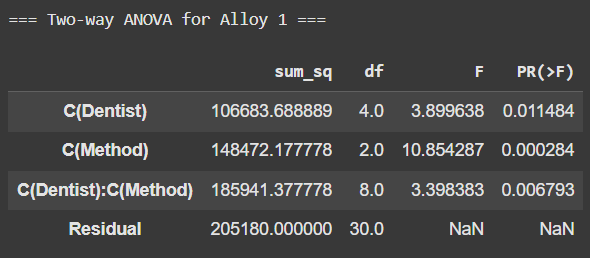 === Two-way ANOVA for Alloy 1 ===
sum_sq df F PR(>F)
C(Dentist) 106683.688889 4.0 3.899638 0.011484
C(Method) 148472.177778 2.0 10.854287 0.000284
C(Dentist):C(Method) 185941.377778 8.0 3.398383 0.006793
Residual 205180.000000 30.0 NaN NaN